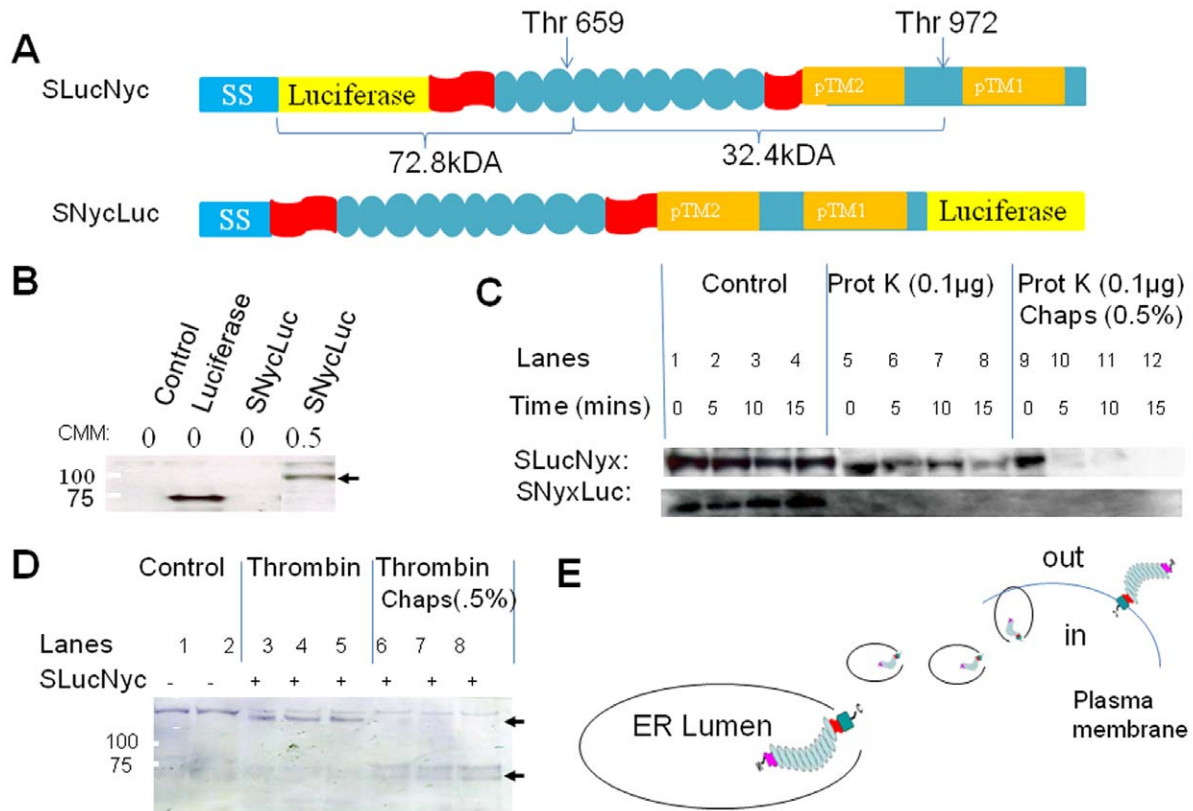 A
Thr 659
Thr 972
SLucNyc
SS
Luciferase
pTM2
pTM1
72.8kDA
32.4kDA
SNycLuc
SS
pTM2
pTM1
Luciferase
B
Control
Luciferase
SNycLuc
SNycLuc
CMM: 0 0 0 0.5
100
75
C
Control
Prot K (0.1µg)
Prot K (0.1µg)
Chaps (0.5%)
Lanes 1 2 3 4 5 6 7 8 9 10 11 12
Time (mins) 0 5 10 15 0 5 10 15 0 5 10 15
SLucNyx:
SNyxLuc:
D
Control
Thrombin
Thrombin
Chaps(.5%)
Lanes 1 2 3 4 5 6 7 8
SLucNyc - - + + + + + +
100
75
E
out
in
ER Lumen
Plasma
membrane